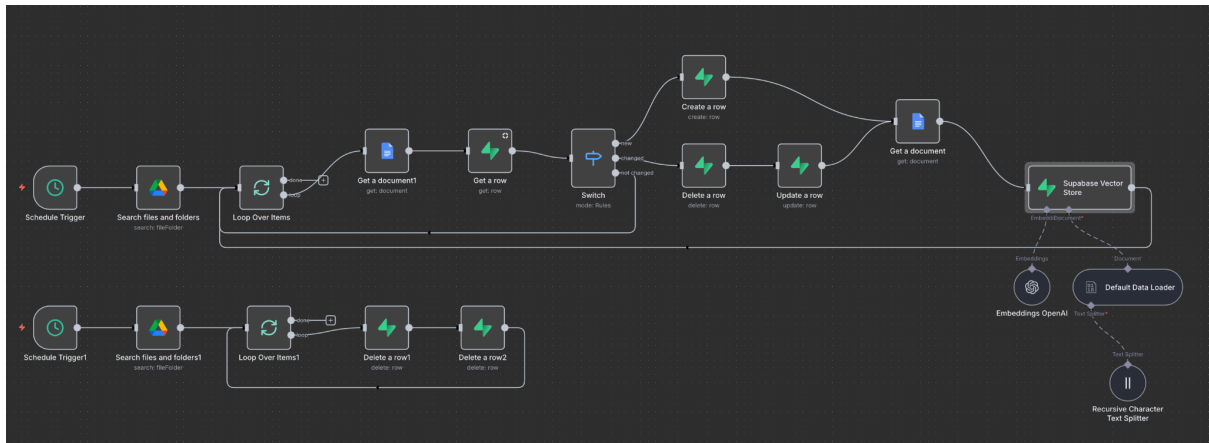 Create a row
create: row
new
changed
not changed
Get a document
get: document
Get a document1
get: document
Get a row
get: row
Switch
mode: Rules
Delete a row
delete: row
Update a row
update: row
Supabase Vector
Store
done
loop
Schedule Trigger
Search files and folders
search: fileFolder
Loop Over Items
Document*
Embeddings
Document
Embeddings OpenAI
Default Data Loader
Text Splitter*
Text Splitter
Recursive Character
Text Splitter
done
loop
Schedule Trigger1
Search files and folders1
search: fileFolder
Loop Over Items1
Delete a row1
delete: row
Delete a row2
delete: row